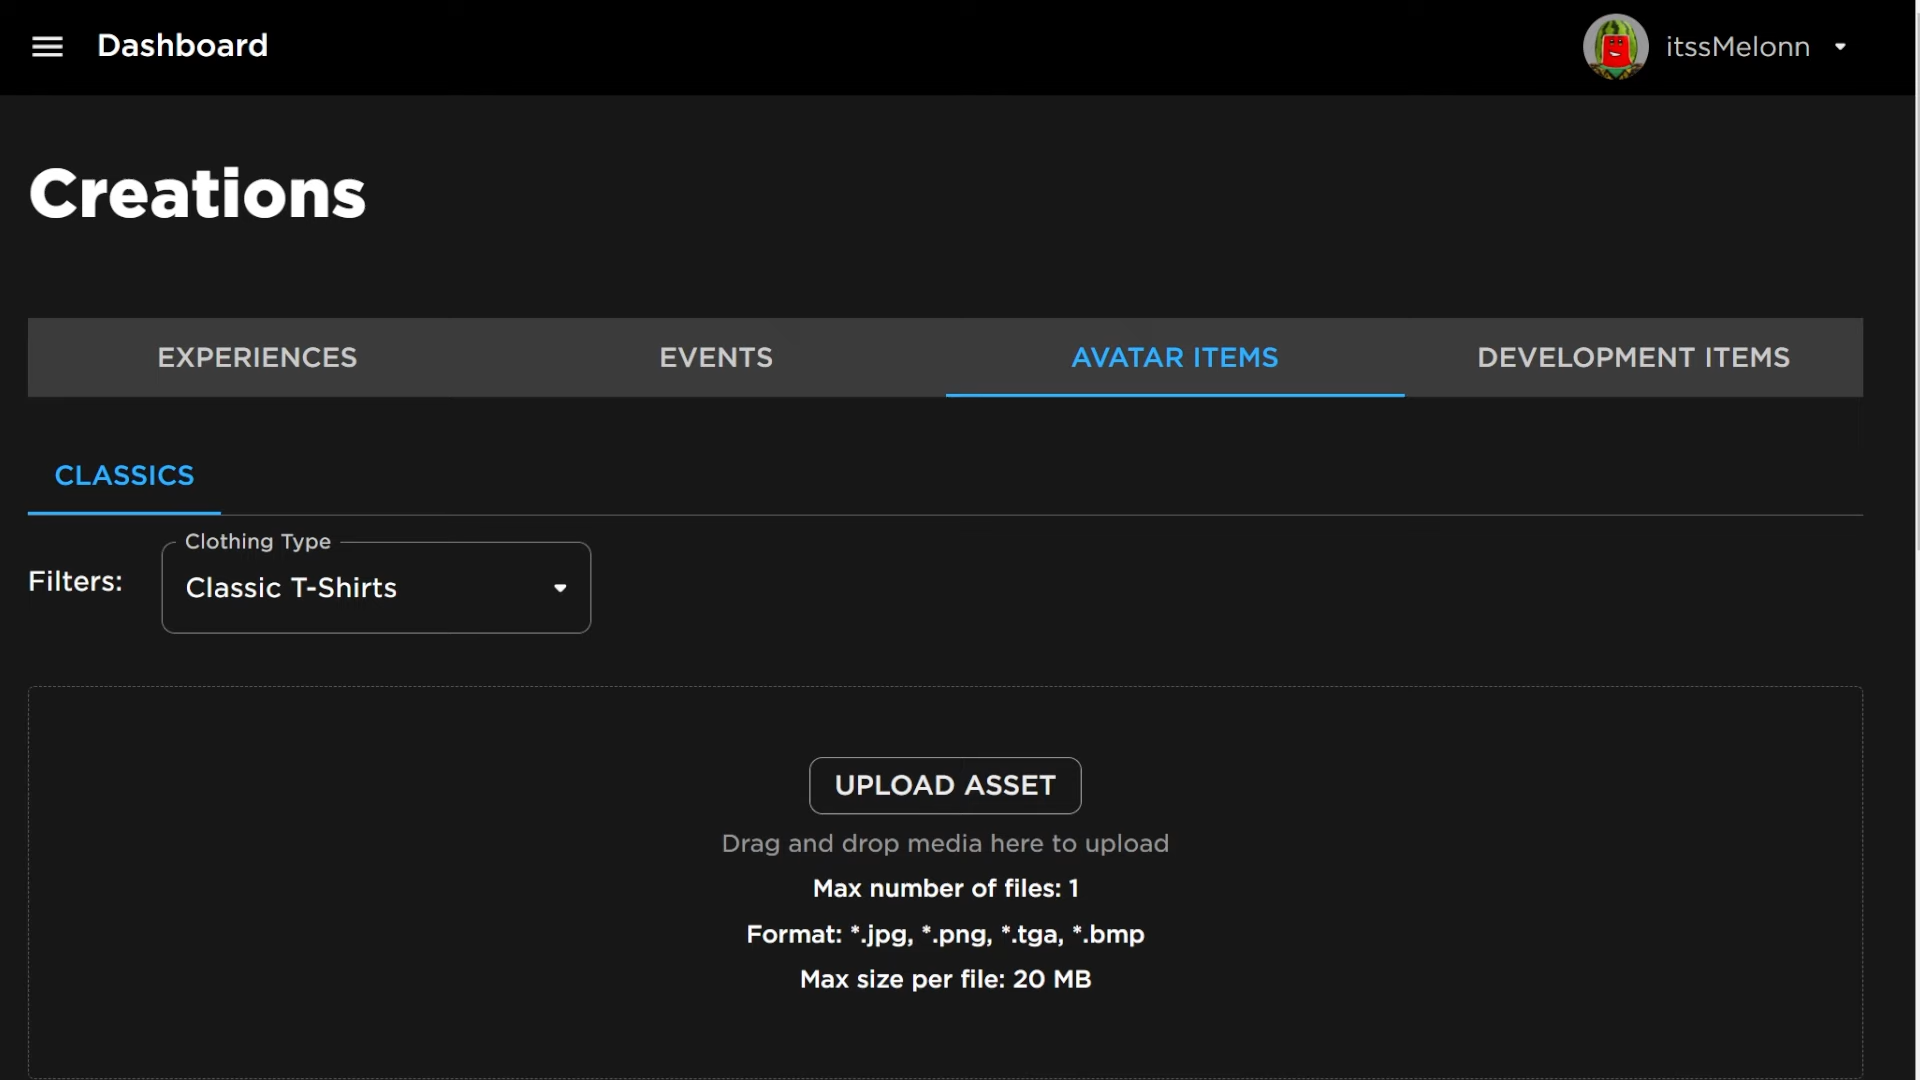 Dashboard
itssMelonn
Creations
EXPERIENCES
EVENTS
AVATAR ITEMS
DEVELOPMENT ITEMS
CLASSICS
Clothing Type
Filters:
Classic T-Shirts
UPLOAD ASSET
Drag and drop media here to upload
Max number of files: 1
Format: *.jpg, *.png, *.tga, *.bmp
Max size per file: 20 MB